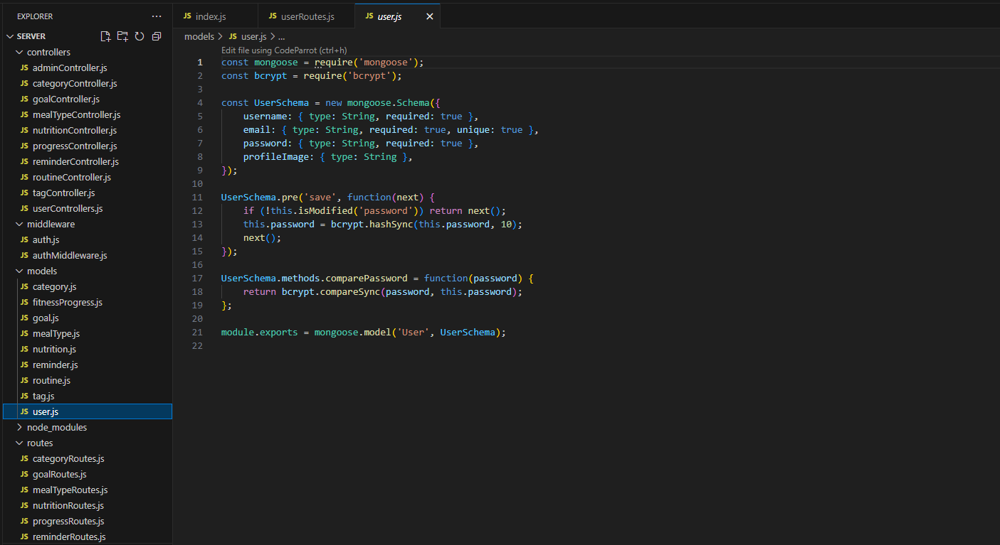 EXPLORER ...
SERVER
controllers
JS adminController.js
JS categoryController.js
JS goalController.js
JS mealTypeController.js
JS nutritionController.js
JS progressController.js
JS reminderController.js
JS routineController.js
JS tagController.js
JS userControllers.js
middleware
JS auth.js
JS authMiddleware.js
models
JS category.js
JS fitnessProgress.js
JS goal.js
JS mealType.js
JS nutrition.js
JS reminder.js
JS routine.js
JS tag.js
JS user.js
node_modules
routes
JS categoryRoutes.js
JS goalRoutes.js
JS mealTypeRoutes.js
JS nutritionRoutes.js
JS progressRoutes.js
JS reminderRoutes.js
JS index.js JS userRoutes.js JS user.js
models > JS user.js > ...
Edit file using CodeParrot (ctrl+h)
1 const mongoose = require('mongoose');
2 const bcrypt = require('bcrypt');
3
4 const UserSchema = new mongoose.Schema({
5 username: { type: String, required: true },
6 email: { type: String, required: true, unique: true },
7 password: { type: String, required: true },
8 profileImage: { type: String },
9 });
10
11 UserSchema.pre('save', function(next) {
12 if (!this.isModified('password')) return next();
13 this.password = bcrypt.hashSync(this.password, 10);
14 next();
15 });
16
17 UserSchema.methods.comparePassword = function(password) {
18 return bcrypt.compareSync(password, this.password);
19 };
20
21 module.exports = mongoose.model('User', UserSchema);
22